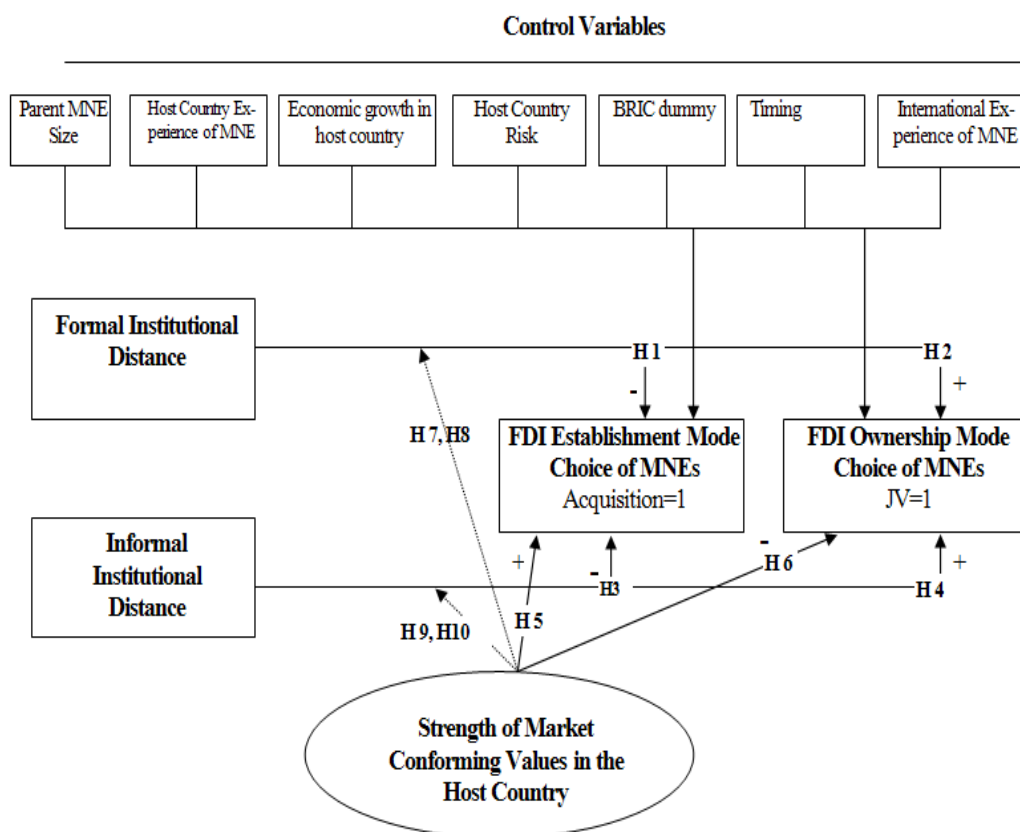 Control Variables
Parent MNE
Size
Host Country Ex-
perience of MNE
Economic growth in
host country
Host Country
Risk
BRIC dummy
Timing
International Ex-
perience of MNE
Formal Institutional
Distance
H 1
H 2
-
+
H 7, H8
FDI Establishment Mode
Choice of MNEs
Acquisition=1
FDI Ownership Mode
Choice of MNEs
JV=1
Informal
Institutional
Distance
+
-
H3
-
H 6
+
H 4
H 5
H 9, H10
Strength of Market
Conforming Values in the
Host Country